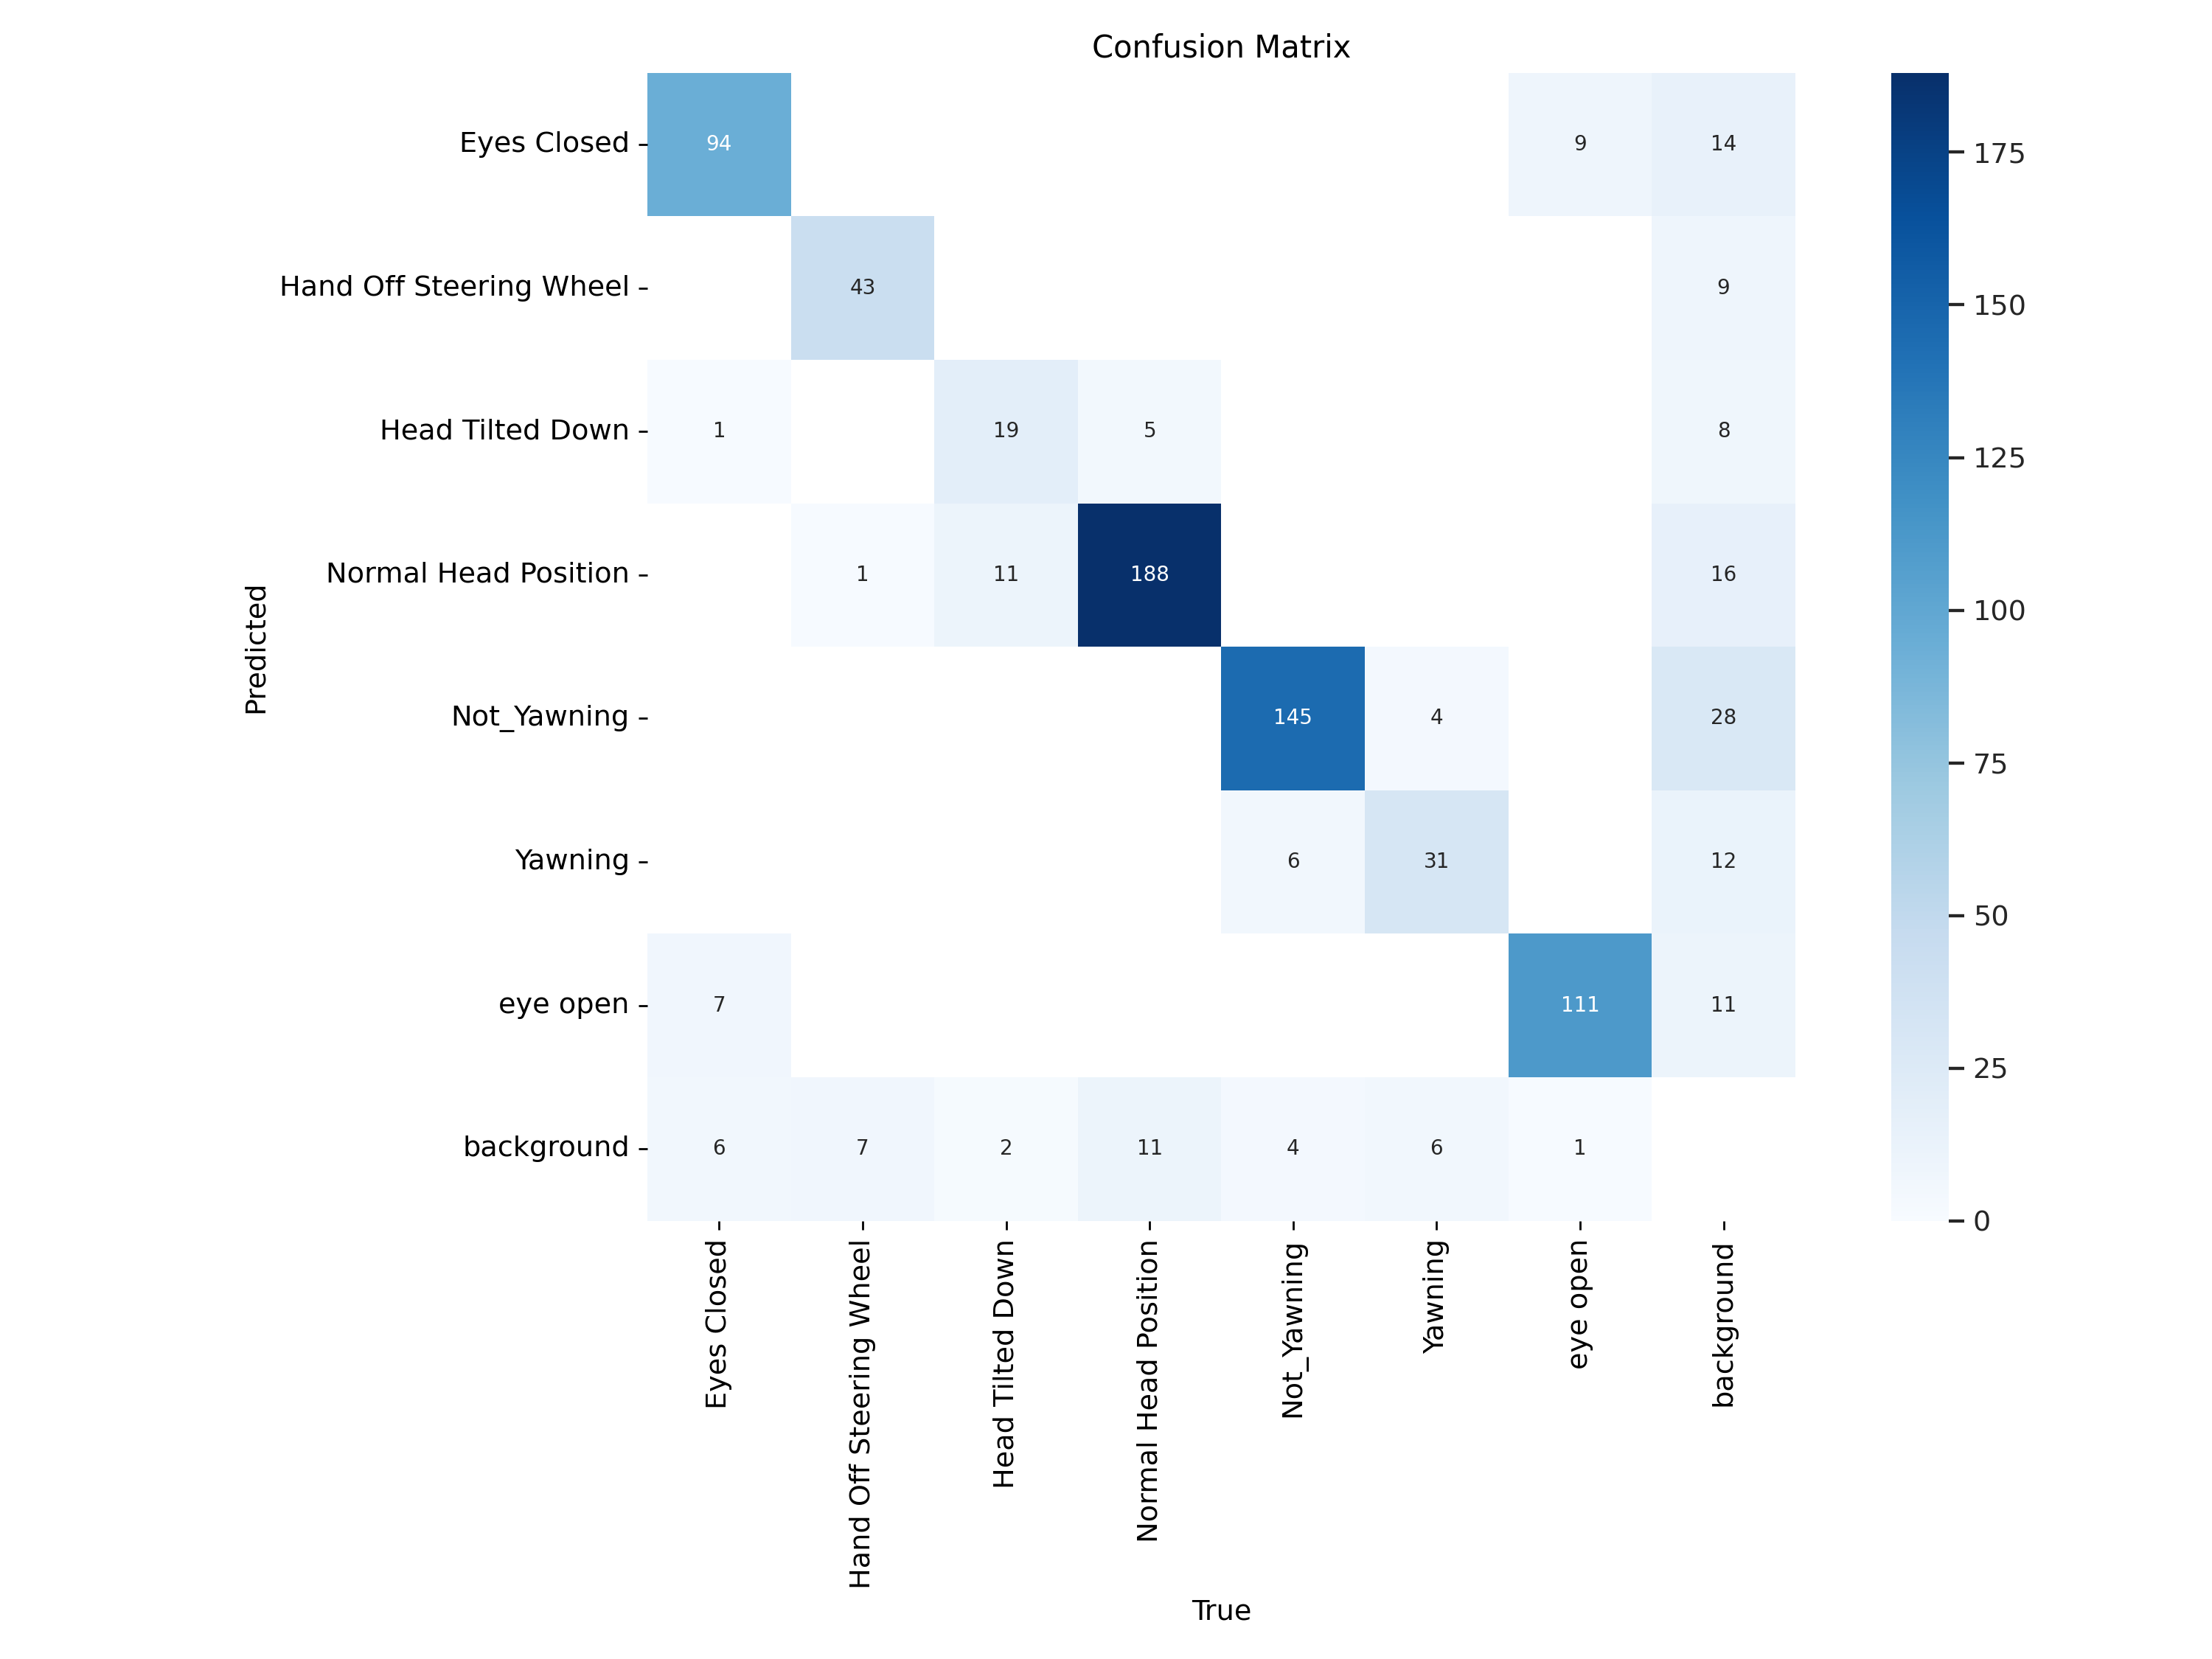 Confusion Matrix
Eyes Closed 94 9 14
Hand Off Steering Wheel 43 9
Head Tilted Down 1 19 5 8
Normal Head Position 1 11 188 16
Not_Yawning 145 4 28
Yawning 6 31 12
eye open 7 111 11
background 6 7 2 11 4 6 1
Predicted
Eyes Closed
Hand Off Steering Wheel
Head Tilted Down
Normal Head Position
Not_Yawning
Yawning
eye open
background
True
175
150
125
100
75
50
25
0